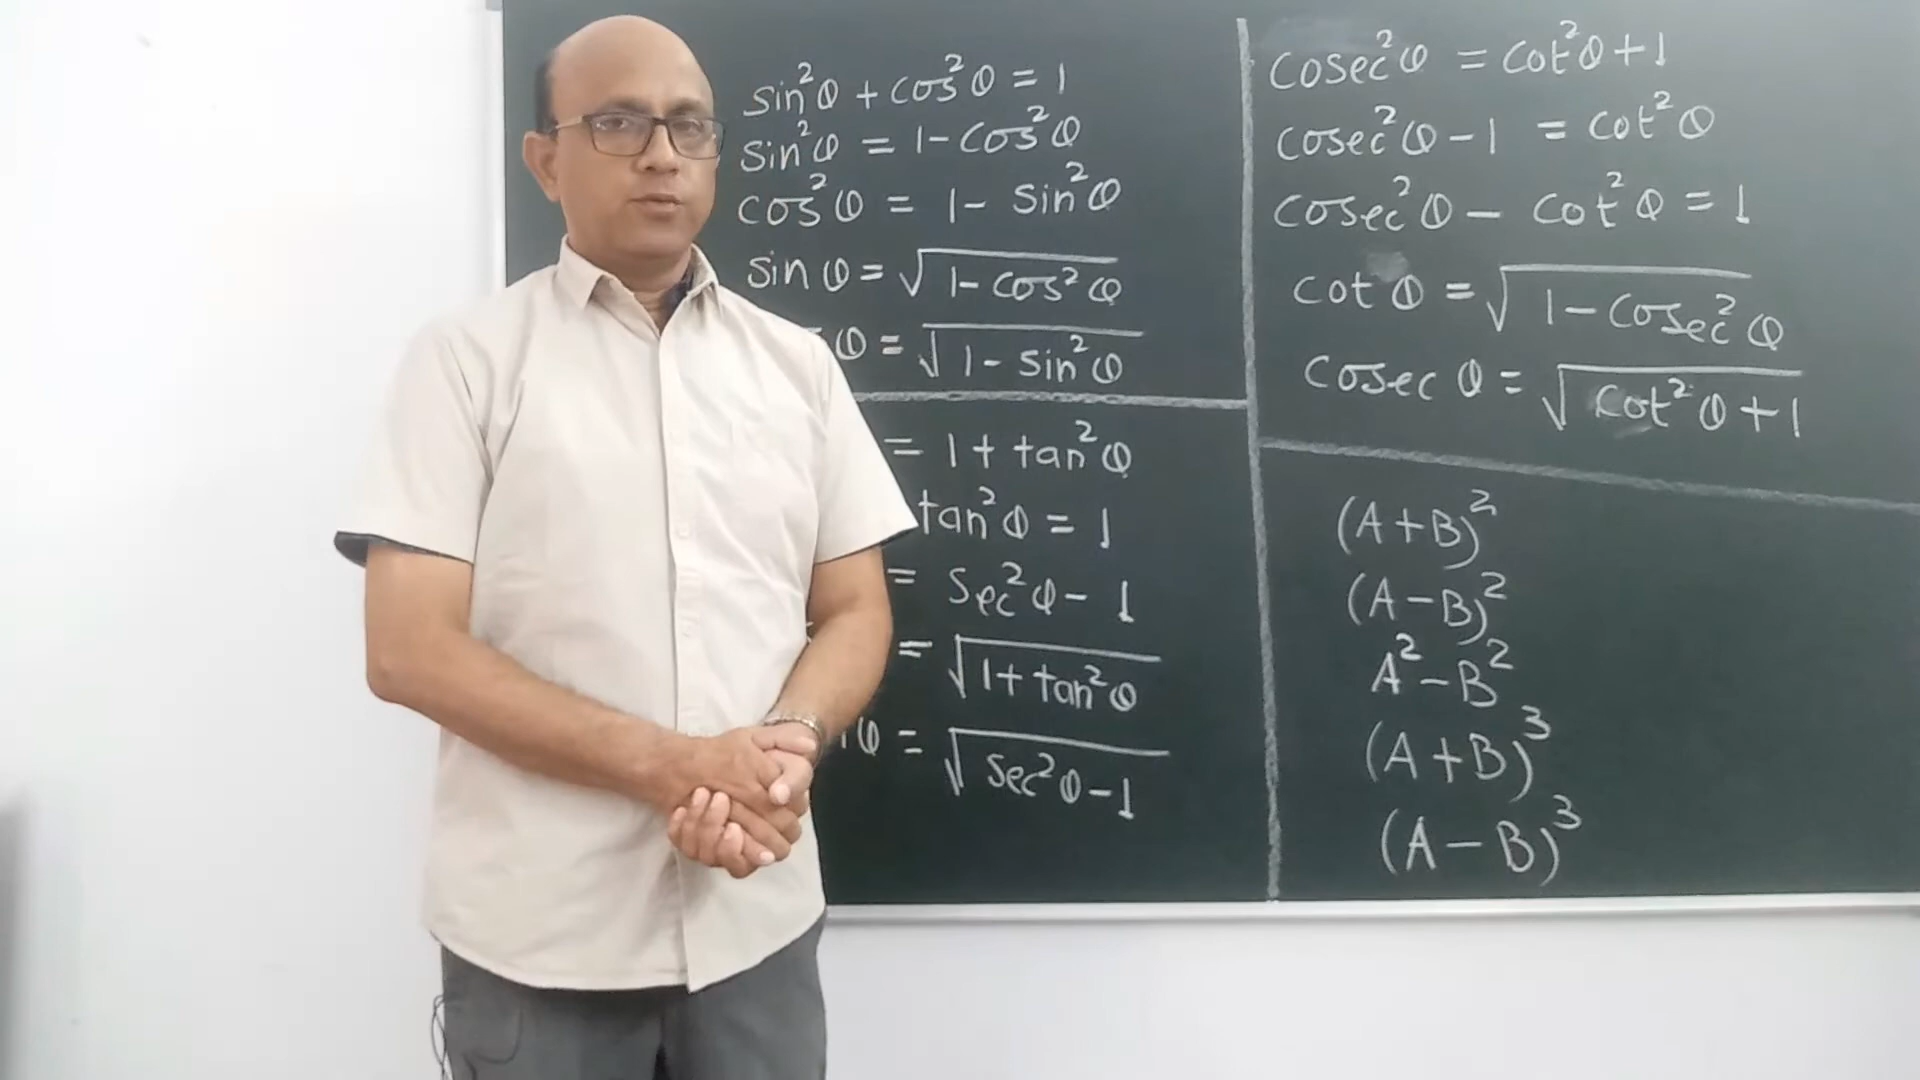 sin²θ + cos²θ = 1
sin²θ = 1 - cos²θ
cos²θ = 1 - sin²θ
sin θ = √(1 - cos²θ)
θ = √(1 - sin²θ)
= 1 + tan²θ
tan²θ = 1
= sec²θ - 1
= √(1 + tan²θ)
θ = √(sec²θ - 1)
cosec²θ = cot²θ + 1
cosec²θ - 1 = cot²θ
cosec²θ - cot²θ = 1
cot θ = √(1 - cosec²θ)
cosec θ = √(cot²θ + 1)
(A + B)²
(A - B)²
A² - B²
(A + B)³
(A - B)³